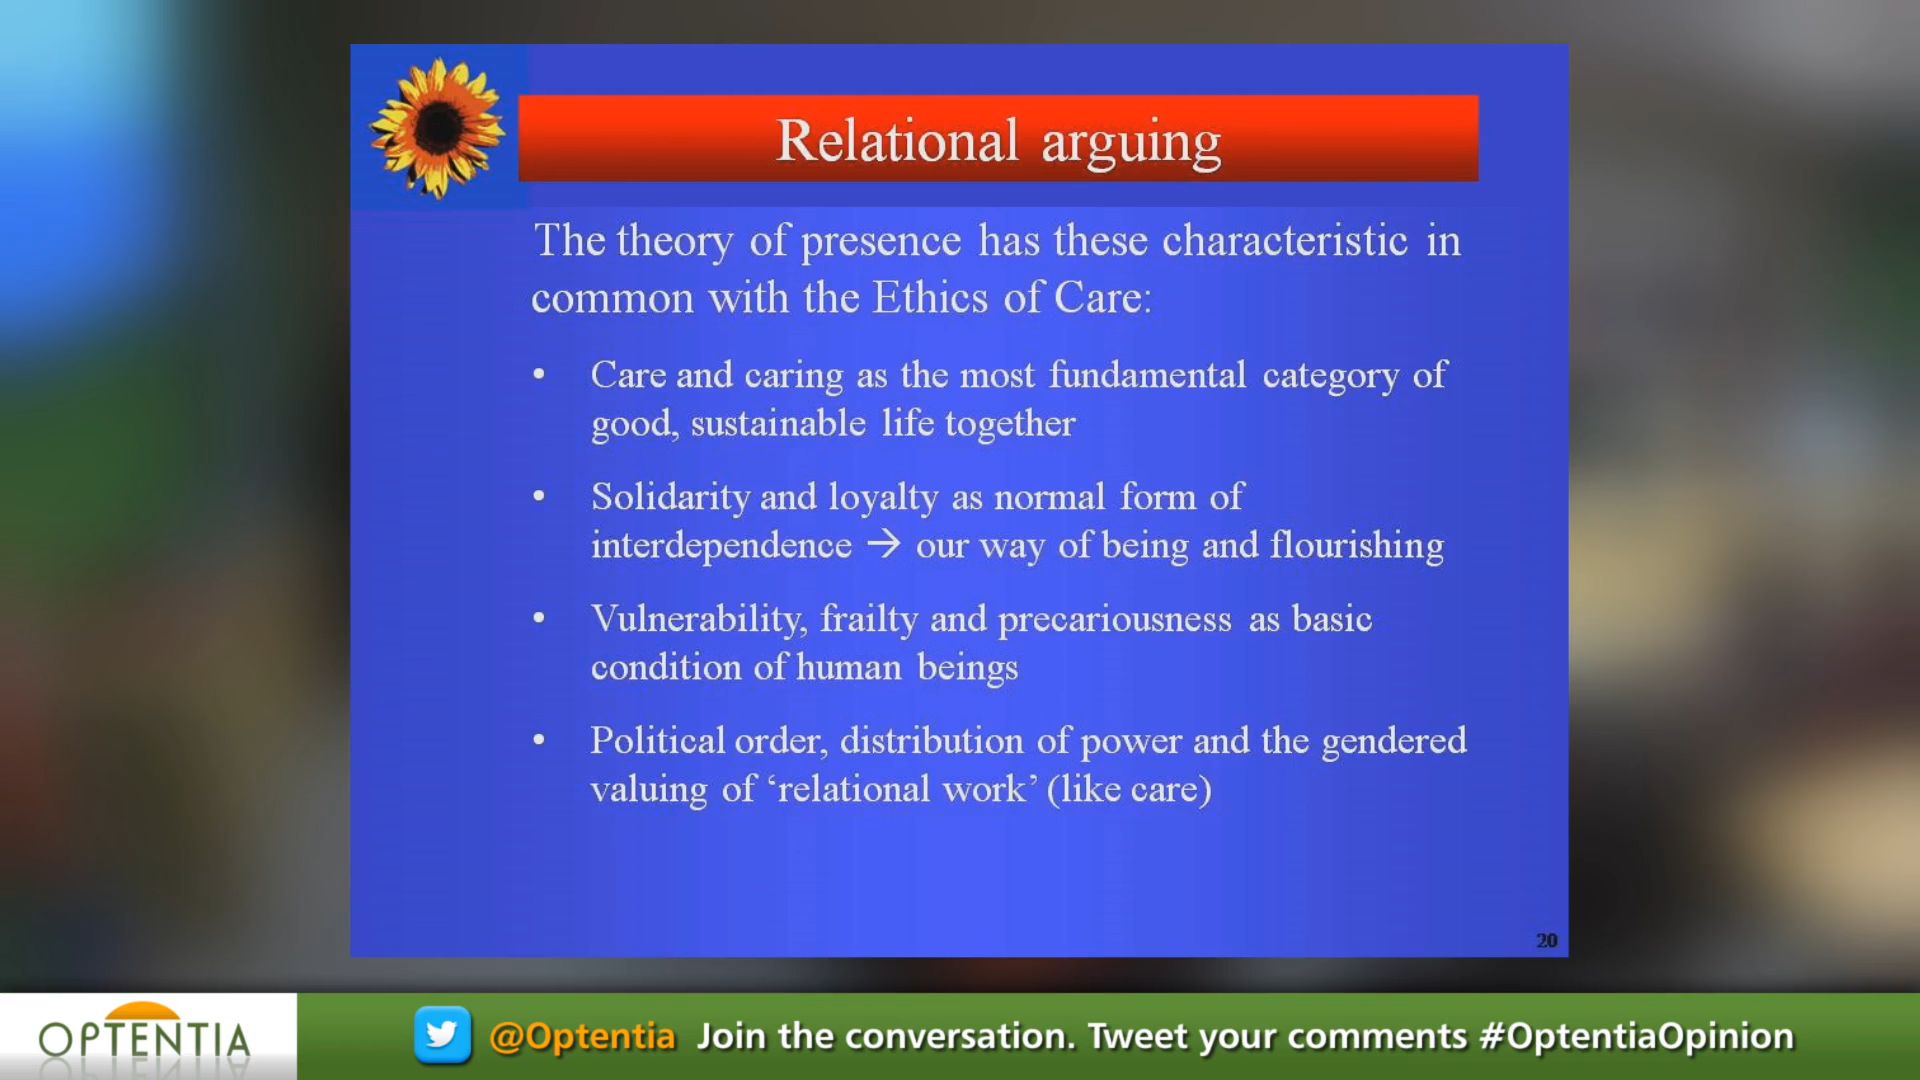 Relational arguing
The theory of presence has these characteristic in
common with the Ethics of Care:
• Care and caring as the most fundamental category of
good, sustainable life together
• Solidarity and loyalty as normal form of
interdependence → our way of being and flourishing
• Vulnerability, frailty and precariousness as basic
condition of human beings
• Political order, distribution of power and the gendered
valuing of ‘relational work’ (like care)
20
OPTENTIA
@Optentia Join the conversation. Tweet your comments #OptentiaOpinion